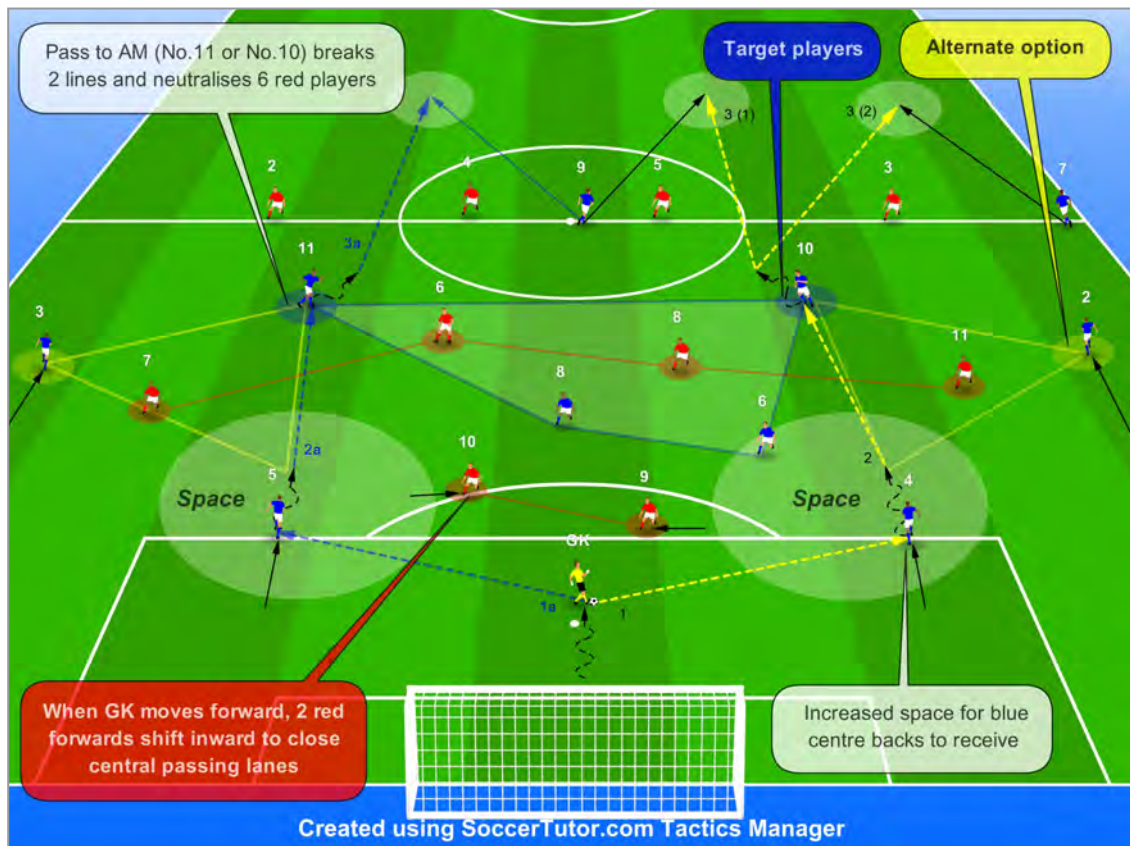 Pass to AM (No.11 or No.10) breaks
2 lines and neutralises 6 red players
Target players
Alternate option
3 (1)
3 (2)
2
4
9
5
3
7
3a
11
10
3
6
8
2
7
11
8
6
2a
10
2
5
9
4
Space
Space
GK
1a
1
When GK moves forward, 2 red
forwards shift inward to close
central passing lanes
Increased space for blue
centre backs to receive
Created using SoccerTutor.com Tactics Manager